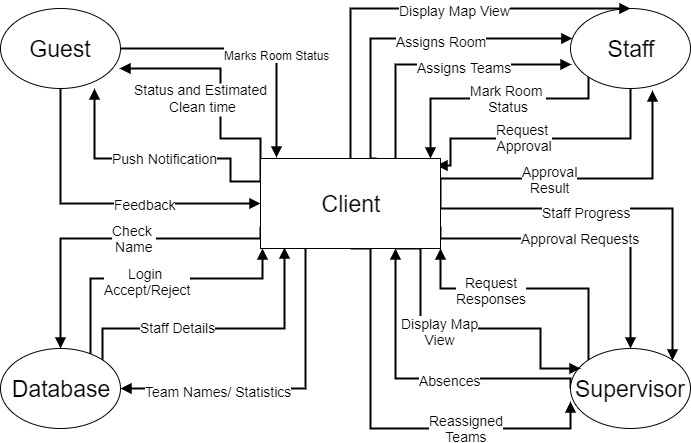 Display Map View
Guest
Marks Room Status
Assigns Room
Staff
Assigns Teams
Status and Estimated
Clean time
Mark Room
Status
Request
Approval
Push Notification
Approval
Result
Feedback
Client
Staff Progress
Check
Name
Approval Requests
Login
Accept/Reject
Request
Responses
Staff Details
Display Map
View
Database
Team Names/ Statistics
Absences
Supervisor
Reassigned
Teams